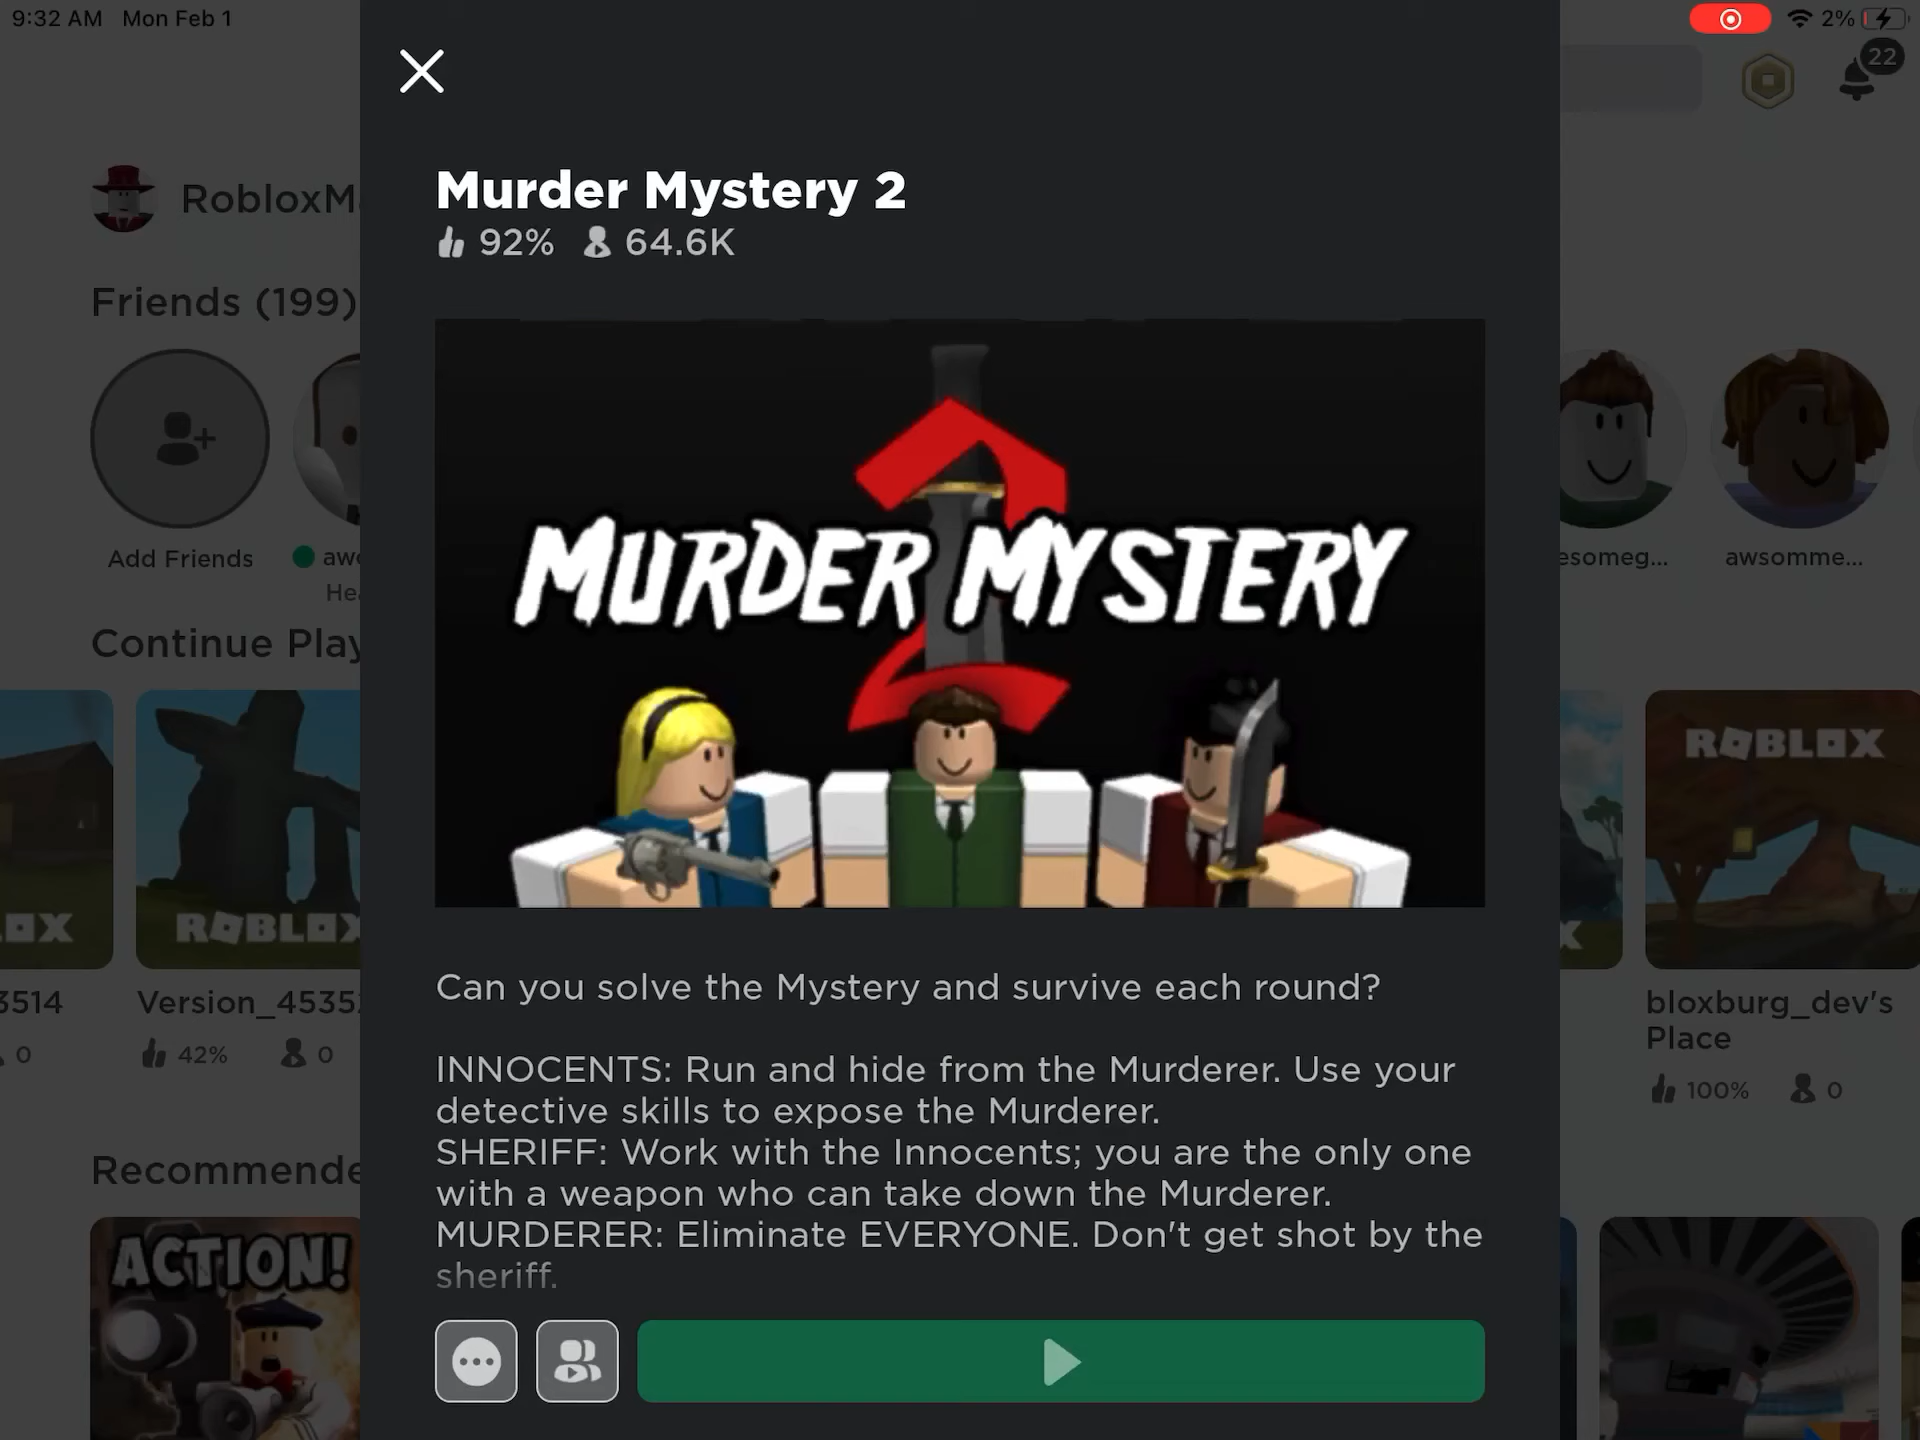 9:32 AM Mon Feb 1
2%
22
Murder Mystery 2
92% 64.6K
RobloxM
Friends (199)
MURDER MYSTERY
2
Add Friends
esomeg...
awsomme...
Continue Play
ROBLOX
ROBLOX
Can you solve the Mystery and survive each round?
3514
Version_4535
bloxburg_dev's
Place
0
42% 0
100% 0
INNOCENTS: Run and hide from the Murderer. Use your
detective skills to expose the Murderer.
SHERIFF: Work with the Innocents; you are the only one
with a weapon who can take down the Murderer.
MURDERER: Eliminate EVERYONE. Don't get shot by the
sheriff.
Recommende
ACTION!